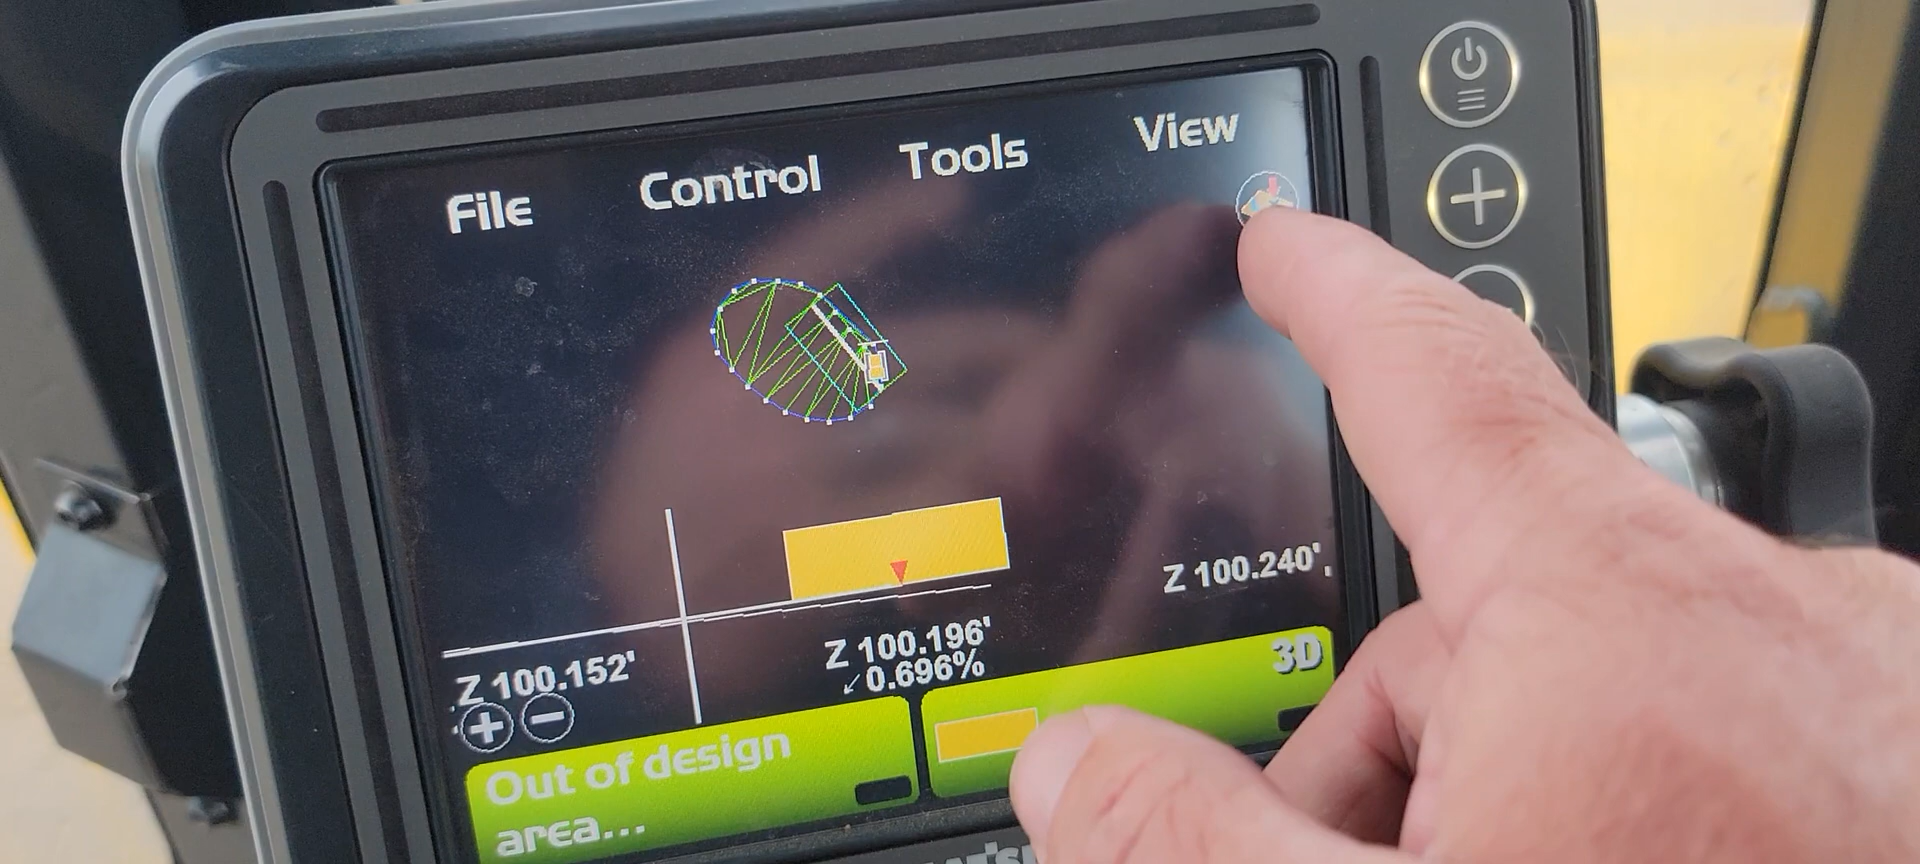 File Control Tools View
Z 100.240'
Z 100.196'
↙0.696%
Z 100.152'
3D
Out of design
area...